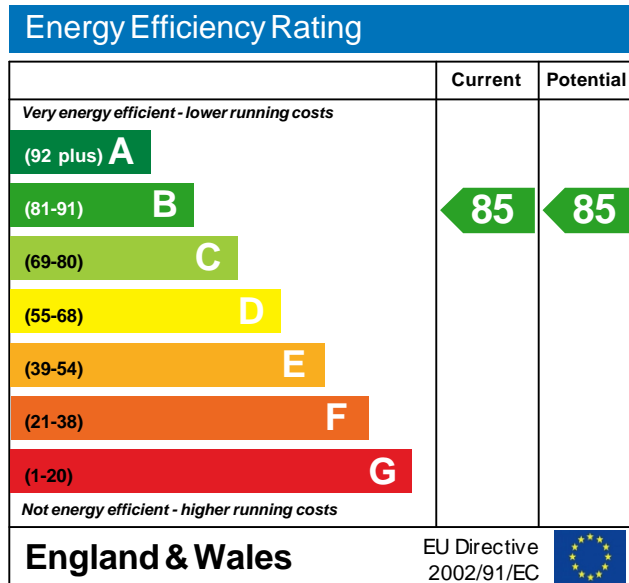 Energy Efficiency Rating
Current Potential
Very energy efficient - lower running costs
(92 plus) A
(81-91) B 85 85
(69-80) C
(55-68) D
(39-54) E
(21-38) F
(1-20) G
Not energy efficient - higher running costs
England & Wales
EU Directive
2002/91/EC